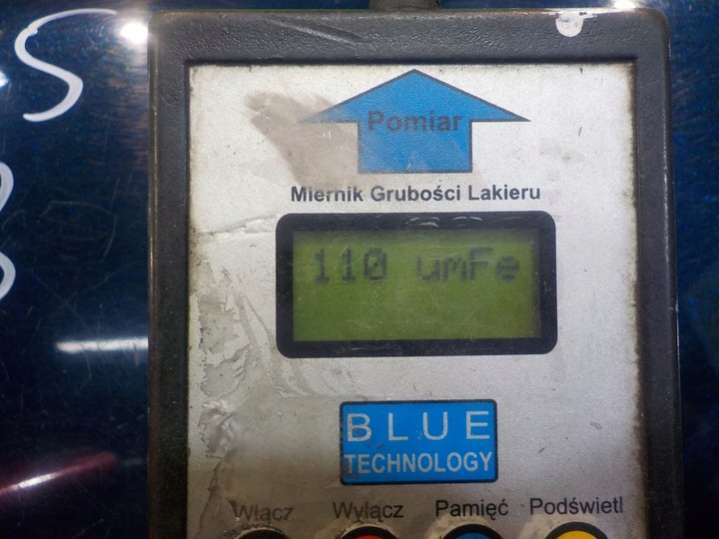 S
Pomiar
Miernik Grubości Lakieru
110 umFe
BLUE
TECHNOLOGY
Włącz Wyłącz Pamięć Podświetl